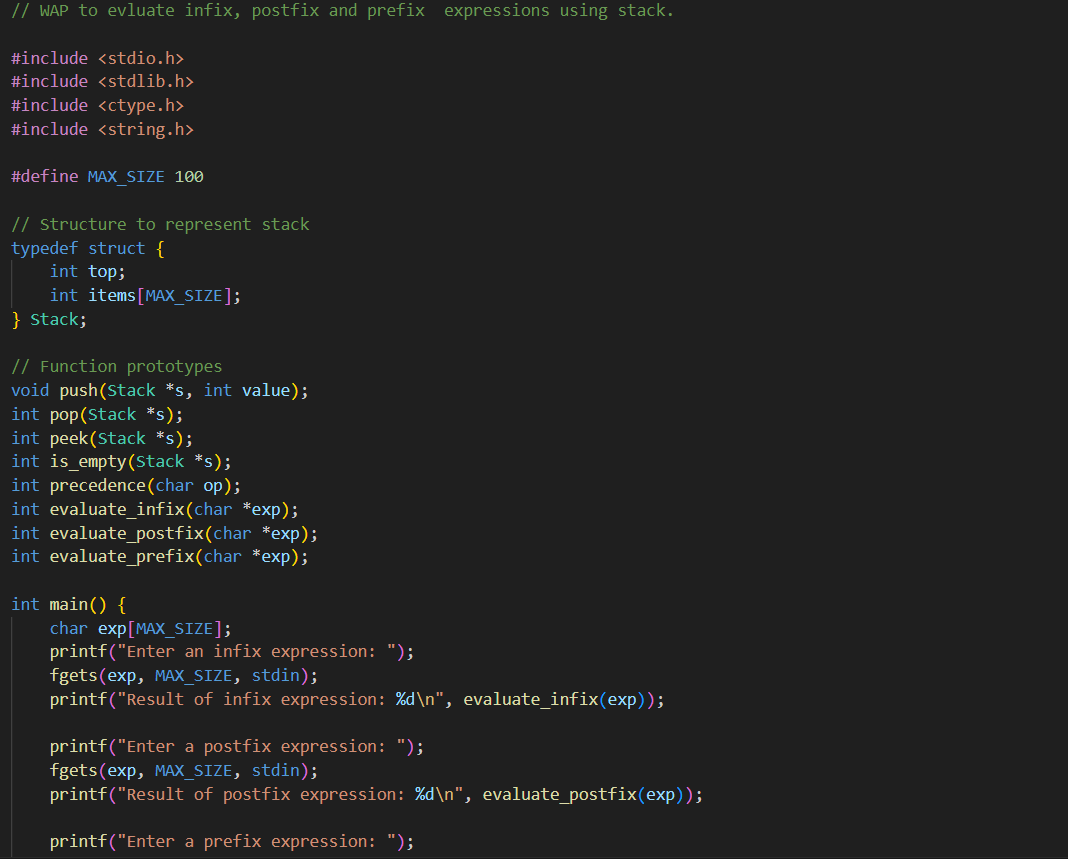 // WAP to evluate infix, postfix and prefix  expressions using stack.
#include <stdio.h>
#include <stdlib.h>
#include <ctype.h>
#include <string.h>
#define MAX_SIZE 100
// Structure to represent stack
typedef struct {
    int top;
    int items[MAX_SIZE];
} Stack;
// Function prototypes
void push(Stack *s, int value);
int pop(Stack *s);
int peek(Stack *s);
int is_empty(Stack *s);
int precedence(char op);
int evaluate_infix(char *exp);
int evaluate_postfix(char *exp);
int evaluate_prefix(char *exp);
int main() {
    char exp[MAX_SIZE];
    printf("Enter an infix expression: ");
    fgets(exp, MAX_SIZE, stdin);
    printf("Result of infix expression: %d\n", evaluate_infix(exp));
    printf("Enter a postfix expression: ");
    fgets(exp, MAX_SIZE, stdin);
    printf("Result of postfix expression: %d\n", evaluate_postfix(exp));
    printf("Enter a prefix expression: ");